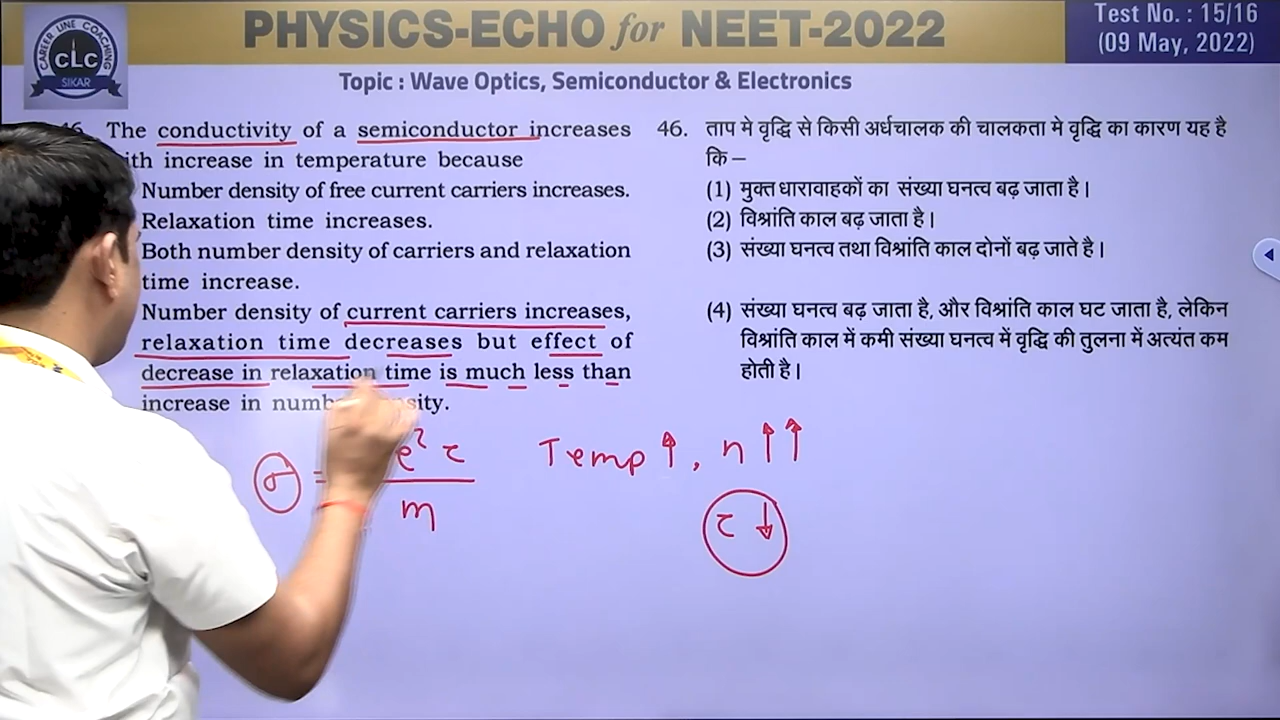 CAREER LINE COACHING
CLC
SIKAR
PHYSICS-ECHO for NEET-2022
Test No. : 15/16
(09 May, 2022)
Topic : Wave Optics, Semiconductor & Electronics
46. The conductivity of a semiconductor increases
with increase in temperature because
Number density of free current carriers increases.
Relaxation time increases.
Both number density of carriers and relaxation
time increase.
Number density of current carriers increases,
relaxation time decreases but effect of
decrease in relaxation time is much less than
increase in number density.
46. ताप मे वृद्धि से किसी अर्धचालक की चालकता मे वृद्धि का कारण यह है
कि –
(1) मुक्त धारावाहकों का संख्या घनत्व बढ़ जाता है।
(2) विश्रांति काल बढ़ जाता है।
(3) संख्या घनत्व तथा विश्रांति काल दोनों बढ़ जाते है।
(4) संख्या घनत्व बढ़ जाता है, और विश्रांति काल घट जाता है, लेकिन
विश्रांति काल में कमी संख्या घनत्व में वृद्धि की तुलना में अत्यंत कम
होती है।
σ = e² τ
m
Temp ↑, n ↑↑
τ ↓